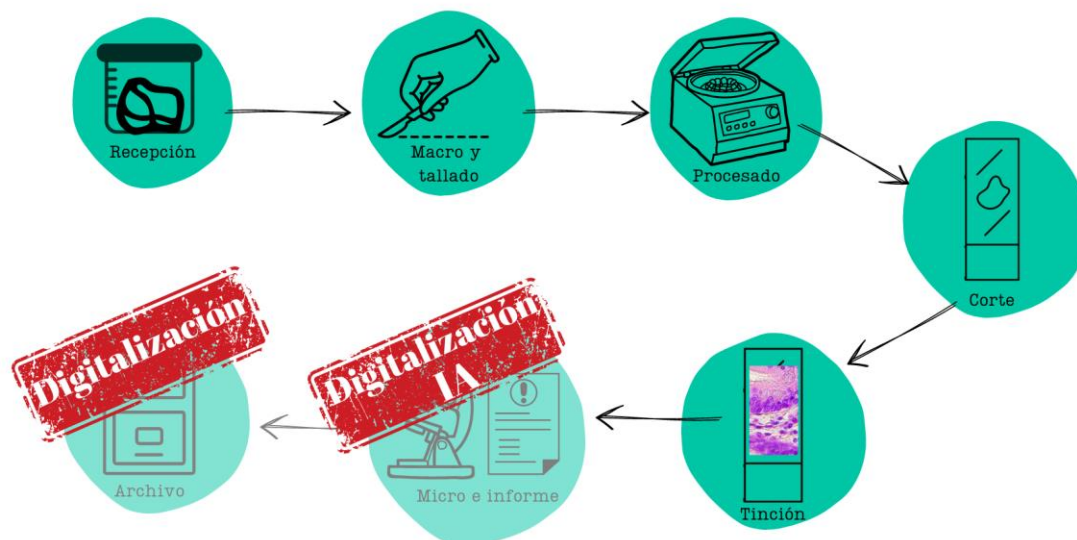 Recepción
Macro y
tallado
Procesado
Corte
Tinción
Digitalización
IA
Micro e informe
Digitalización
Archivo